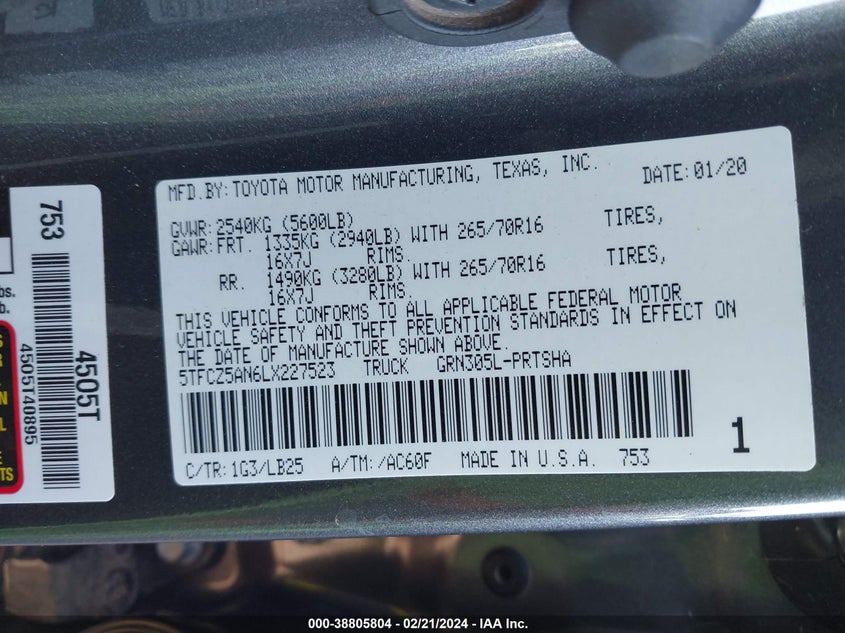 MFD.BY:TOYOTA MOTOR MANUFACTURING, TEXAS, INC. DATE:01/20
GVWR:2540KG (5600LB)
GAWR:FRT. 1335KG (2940LB) WITH 265/70R16 TIRES,
16X7J RIMS.
RR. 1490KG (3280LB) WITH 265/70R16 TIRES,
16X7J RIMS.
THIS VEHICLE CONFORMS TO ALL APPLICABLE FEDERAL MOTOR
VEHICLE SAFETY AND THEFT PREVENTION STANDARDS IN EFFECT ON
THE DATE OF MANUFACTURE SHOWN ABOVE.
5TFCZ5AN6LX227523 TRUCK GRN305L-PRTSHA
1
C/TR:1G3/LB25 A/TM:/AC60F MADE IN U.S.A. 753
753
4505T
4505T40895
bs.
b.
TS
000-38805804 - 02/21/2024 - IAA Inc.